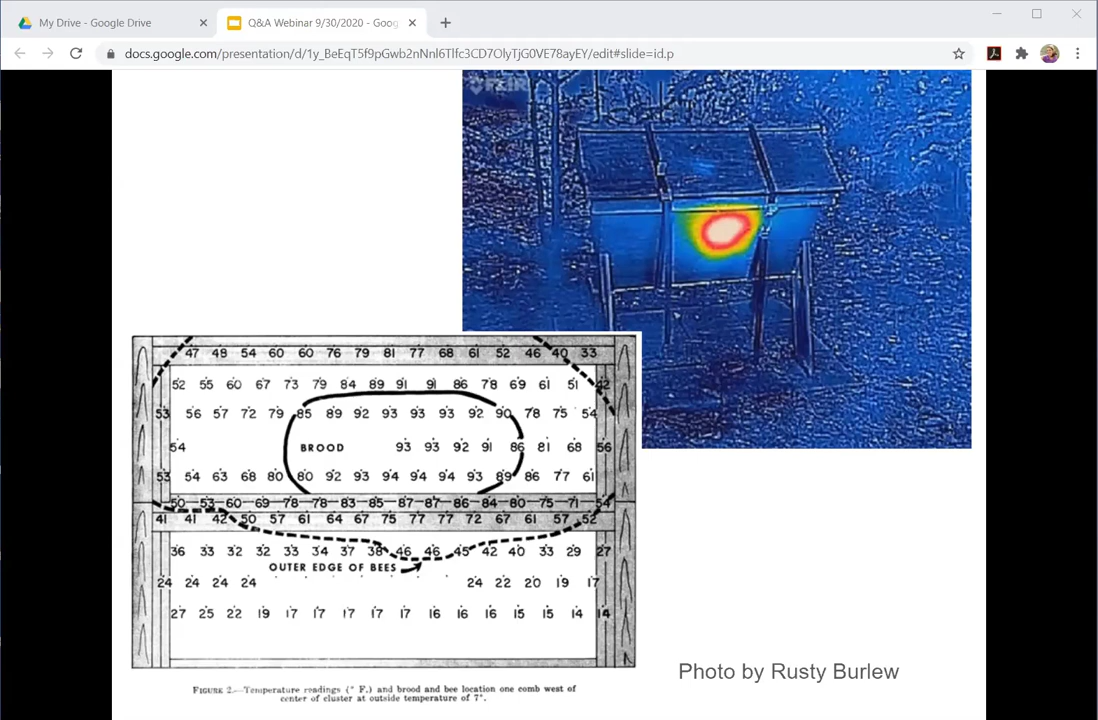 My Drive - Google Drive
Q&A Webinar 9/30/2020 - Goog
docs.google.com/presentation/d/1y_BeEqT5f9pGwb2nNnl6Tlfc3CD7OlyTjG0VE78ayEY/edit#slide=id.p
47 49 54 60 60 76 79 81 77 68 61 52 46 40 33
52 55 60 67 73 79 84 89 91 91 86 78 69 61 51 42
53 56 57 72 79 85 89 92 93 93 93 92 90 78 75 54
54 BROOD 93 93 92 91 86 81 68 56
53 54 63 68 80 80 92 93 94 94 94 93 89 86 77 61
50 53 60 69 78 78 83 85 87 87 86 84 80 75 71 54
41 41 42 50 57 61 64 67 75 77 77 72 67 61 57 52
36 33 32 32 33 34 37 38 46 46 45 42 40 33 29 27
OUTER EDGE OF BEES
24 24 24 24 24 22 20 19 17
27 25 22 19 17 17 17 17 17 16 16 16 15 15 14 14
FIGURE 2.—Temperature readings (° F.) and brood and bee location one comb west of
center of cluster at outside temperature of 7°.
Photo by Rusty Burlew